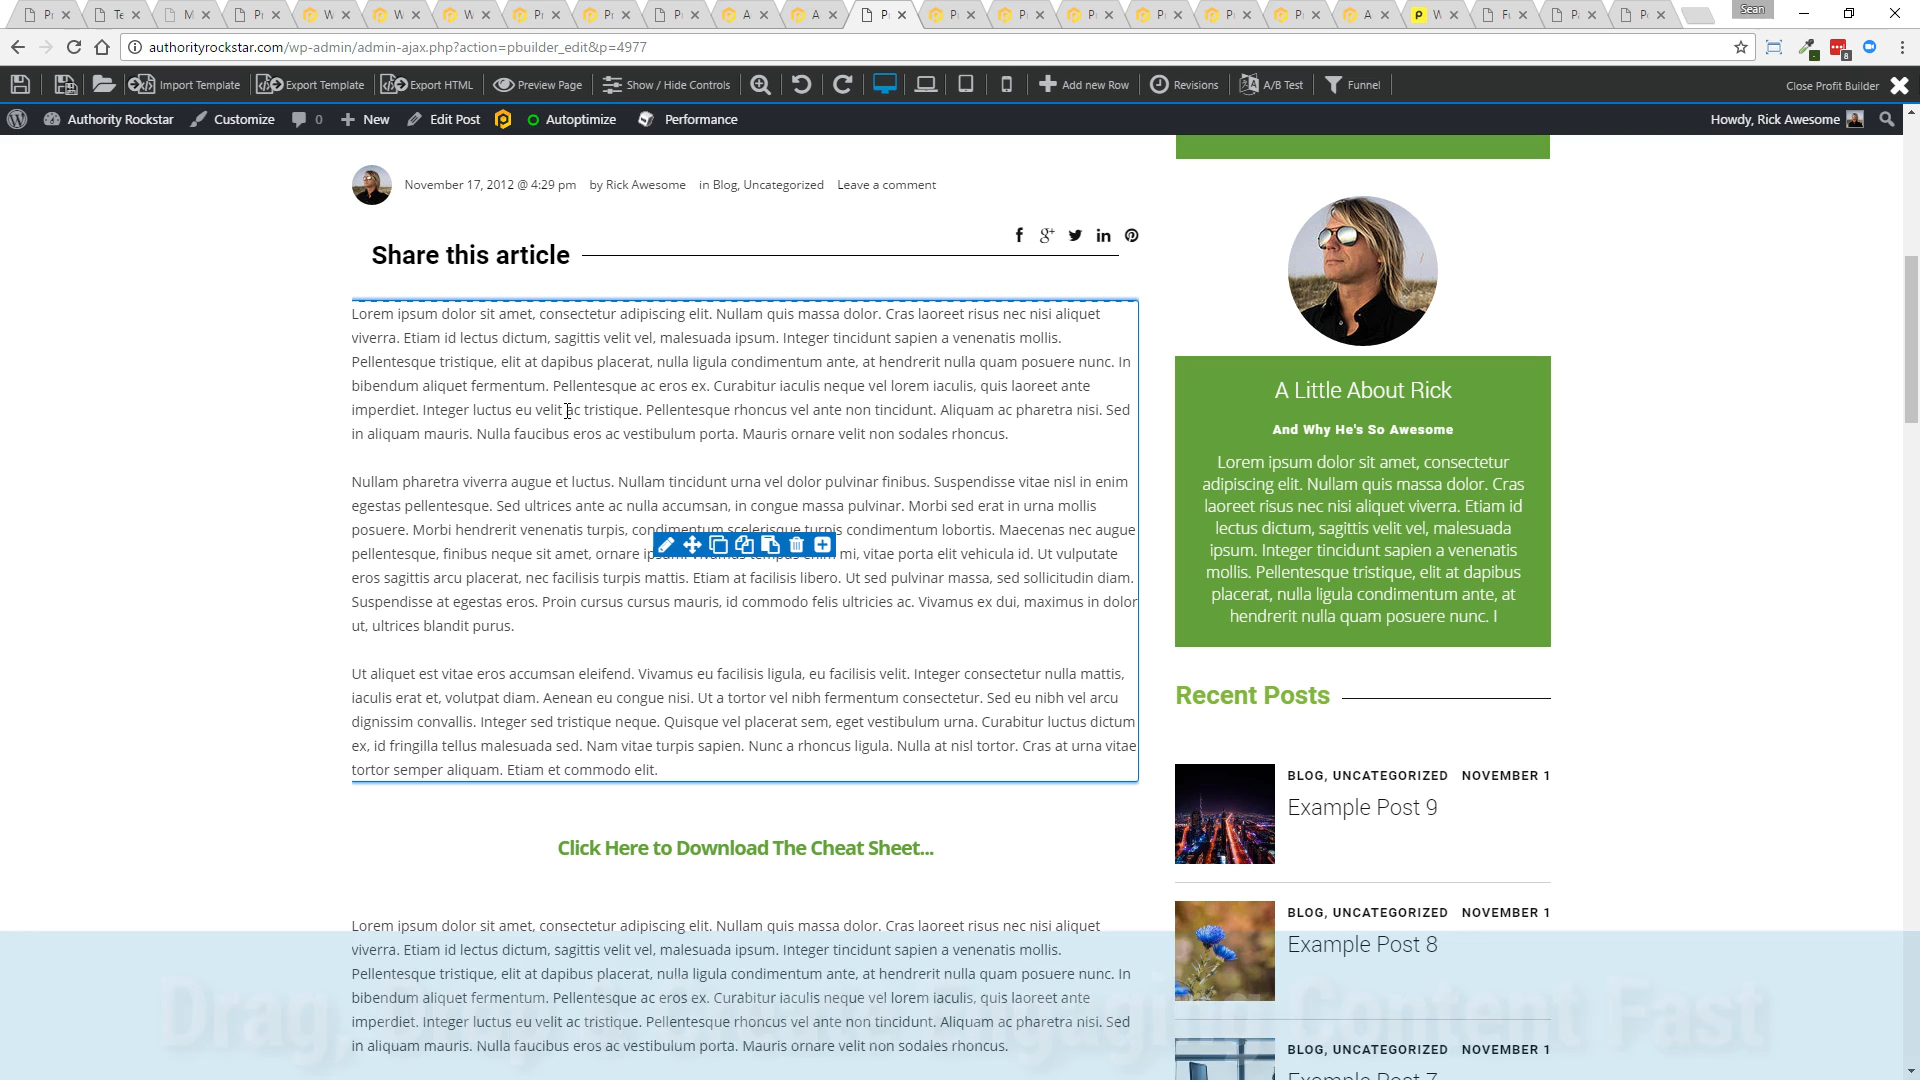 Sean
authorityrockstar.com/wp-admin/admin-ajax.php?action=pbuilder_edit&p=4977
Import Template
Export Template
Export HTML
Preview Page
Show / Hide Controls
Add new Row
Revisions
A/B Test
Funnel
Close Profit Builder
Authority Rockstar
Customize
0
New
Edit Post
Autoptimize
Performance
Howdy, Rick Awesome
November 17, 2012 @ 4:29 pm by Rick Awesome in Blog, Uncategorized Leave a comment
Share this article
Lorem ipsum dolor sit amet, consectetur adipiscing elit. Nullam quis massa dolor. Cras laoreet risus nec nisi aliquet
viverra. Etiam id lectus dictum, sagittis velit vel, malesuada ipsum. Integer tincidunt sapien a venenatis mollis.
Pellentesque tristique, elit at dapibus placerat, nulla ligula condimentum ante, at hendrerit nulla quam posuere nunc. In
bibendum aliquet fermentum. Pellentesque ac eros ex. Curabitur iaculis neque vel lorem iaculis, quis laoreet ante
imperdiet. Integer luctus eu velit ac tristique. Pellentesque rhoncus vel ante non tincidunt. Aliquam ac pharetra nisi. Sed
in aliquam mauris. Nulla faucibus eros ac vestibulum porta. Mauris ornare velit non sodales rhoncus.
Nullam pharetra viverra augue et luctus. Nullam tincidunt urna vel dolor pulvinar finibus. Suspendisse vitae nisl in enim
egestas pellentesque. Sed ultrices ante ac nulla accumsan, in congue massa pulvinar. Morbi sed erat in urna mollis
posuere. Morbi hendrerit venenatis turpis, condimentum scelerisque turpis condimentum lobortis. Maecenas nec augue
pellentesque, finibus neque sit amet, ornare mi, vitae porta elit vehicula id. Ut vulputate
eros sagittis arcu placerat, nec facilisis turpis mattis. Etiam at facilisis libero. Ut sed pulvinar massa, sed sollicitudin diam.
Suspendisse at egestas eros. Proin cursus cursus mauris, id commodo felis ultricies ac. Vivamus ex dui, maximus in dolor
ut, ultrices blandit purus.
Ut aliquet est vitae eros accumsan eleifend. Vivamus eu facilisis ligula, eu facilisis velit. Integer consectetur nulla mattis,
iaculis erat et, volutpat diam. Aenean eu congue nisi. Ut a tortor vel nibh fermentum consectetur. Sed eu nibh vel arcu
dignissim convallis. Integer sed tristique neque. Quisque vel placerat sem, eget vestibulum urna. Curabitur luctus dictum
ex, id fringilla tellus malesuada sed. Nam vitae turpis sapien. Nunc a rhoncus ligula. Nulla at nisl tortor. Cras at urna vitae
tortor semper aliquam. Etiam et commodo elit.
Click Here to Download The Cheat Sheet...
Lorem ipsum dolor sit amet, consectetur adipiscing elit. Nullam quis massa dolor. Cras laoreet risus nec nisi aliquet
viverra. Etiam id lectus dictum, sagittis velit vel, malesuada ipsum. Integer tincidunt sapien a venenatis mollis.
Pellentesque tristique, elit at dapibus placerat, nulla ligula condimentum ante, at hendrerit nulla quam posuere nunc. In
bibendum aliquet fermentum. Pellentesque ac eros ex. Curabitur iaculis neque vel lorem iaculis, quis laoreet ante
imperdiet. Integer luctus eu velit ac tristique. Pellentesque rhoncus vel ante non tincidunt. Aliquam ac pharetra nisi. Sed
in aliquam mauris. Nulla faucibus eros ac vestibulum porta. Mauris ornare velit non sodales rhoncus.
A Little About Rick
And Why He's So Awesome
Lorem ipsum dolor sit amet, consectetur
adipiscing elit. Nullam quis massa dolor. Cras
laoreet risus nec nisi aliquet viverra. Etiam id
lectus dictum, sagittis velit vel, malesuada
ipsum. Integer tincidunt sapien a venenatis
mollis. Pellentesque tristique, elit at dapibus
placerat, nulla ligula condimentum ante, at
hendrerit nulla quam posuere nunc. I
Recent Posts
BLOG, UNCATEGORIZED NOVEMBER 1
Example Post 9
BLOG, UNCATEGORIZED NOVEMBER 1
Example Post 8
BLOG, UNCATEGORIZED NOVEMBER 1
Example Post 7
Drag, Content Fast